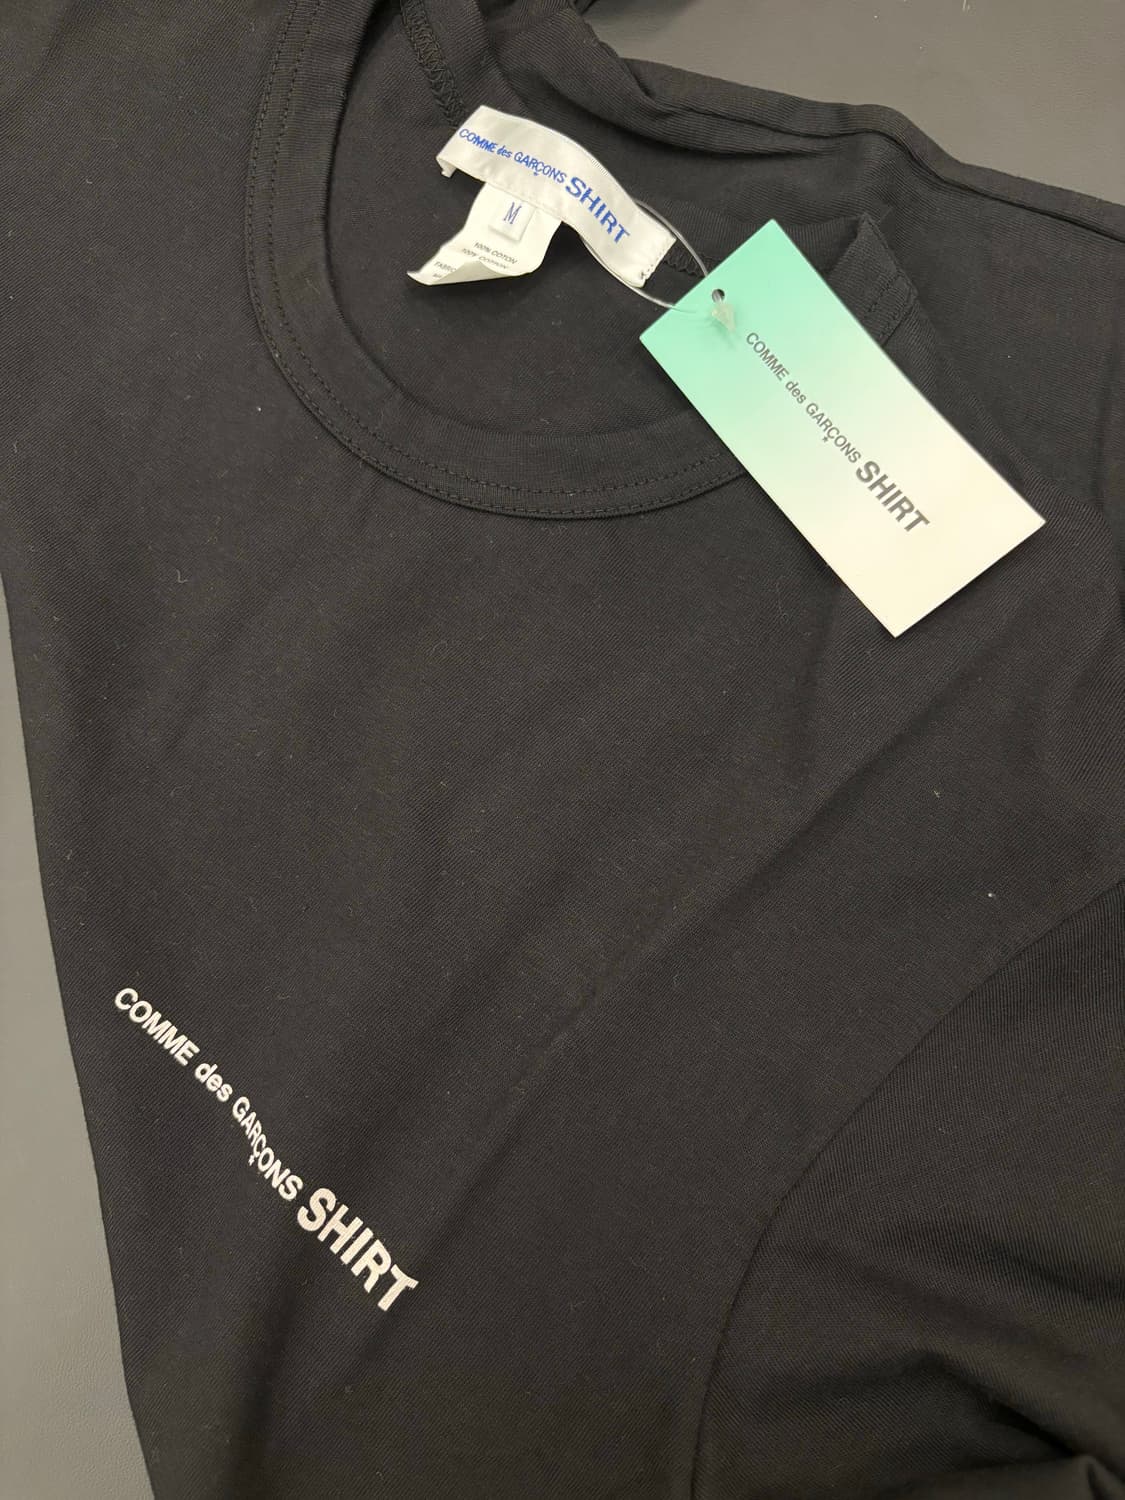 COMME des GARÇONS SHIRT
M
100% COTON
100% COTTON
COMME des GARÇONS SHIRT
COMME des GARÇONS SHIRT